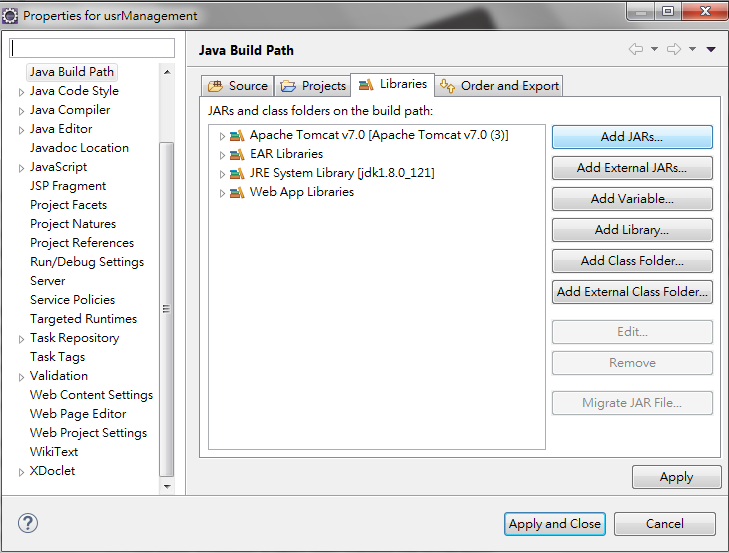 Properties for usrManagement
Java Build Path
Java Code Style
Java Compiler
Java Editor
Javadoc Location
JavaScript
JSP Fragment
Project Facets
Project Natures
Project References
Run/Debug Settings
Server
Service Policies
Targeted Runtimes
Task Repository
Task Tags
Validation
Web Content Settings
Web Page Editor
Web Project Settings
WikiText
XDoclet
Java Build Path
Source Projects Libraries Order and Export
JARs and class folders on the build path:
Apache Tomcat v7.0 [Apache Tomcat v7.0 (3)]
EAR Libraries
JRE System Library [jdk1.8.0_121]
Web App Libraries
Add JARs...
Add External JARs...
Add Variable...
Add Library...
Add Class Folder...
Add External Class Folder...
Edit...
Remove
Migrate JAR File...
Apply
?
Apply and Close
Cancel